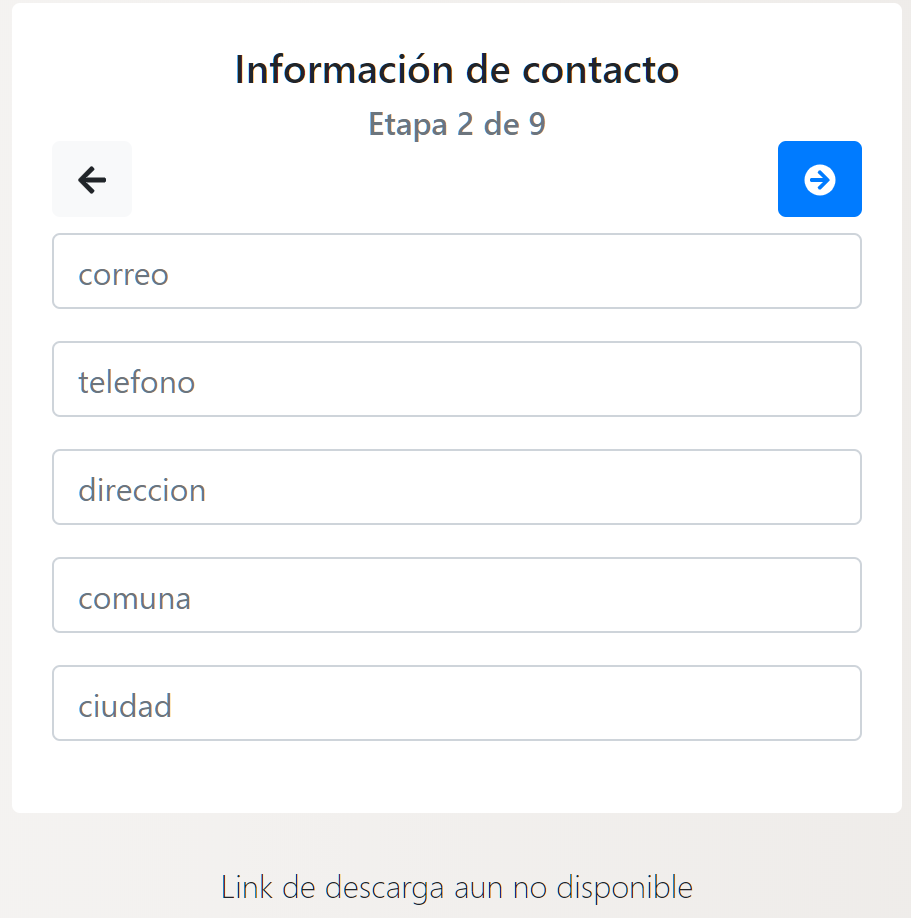 Información de contacto
Etapa 2 de 9
correo
telefono
direccion
comuna
ciudad
Link de descarga aun no disponible